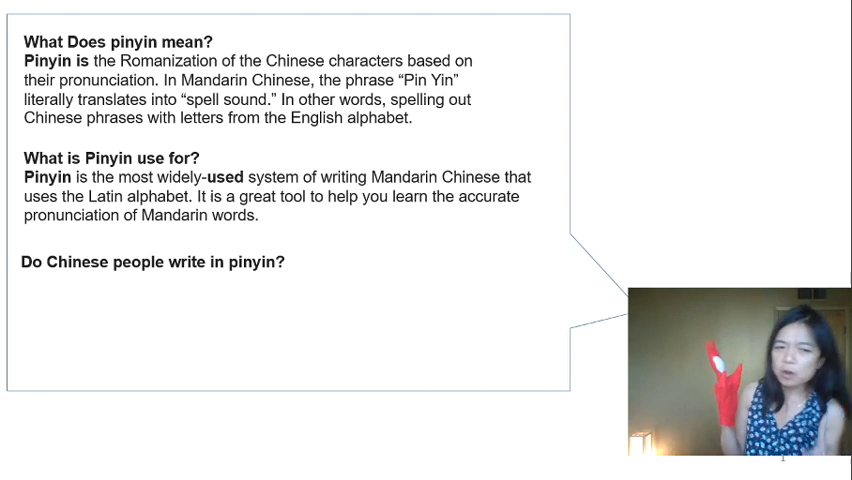 What Does pinyin mean?
Pinyin is the Romanization of the Chinese characters based on
their pronunciation. In Mandarin Chinese, the phrase “Pin Yin”
literally translates into “spell sound.” In other words, spelling out
Chinese phrases with letters from the English alphabet.
What is Pinyin use for?
Pinyin is the most widely-used system of writing Mandarin Chinese that
uses the Latin alphabet. It is a great tool to help you learn the accurate
pronunciation of Mandarin words.
Do Chinese people write in pinyin?